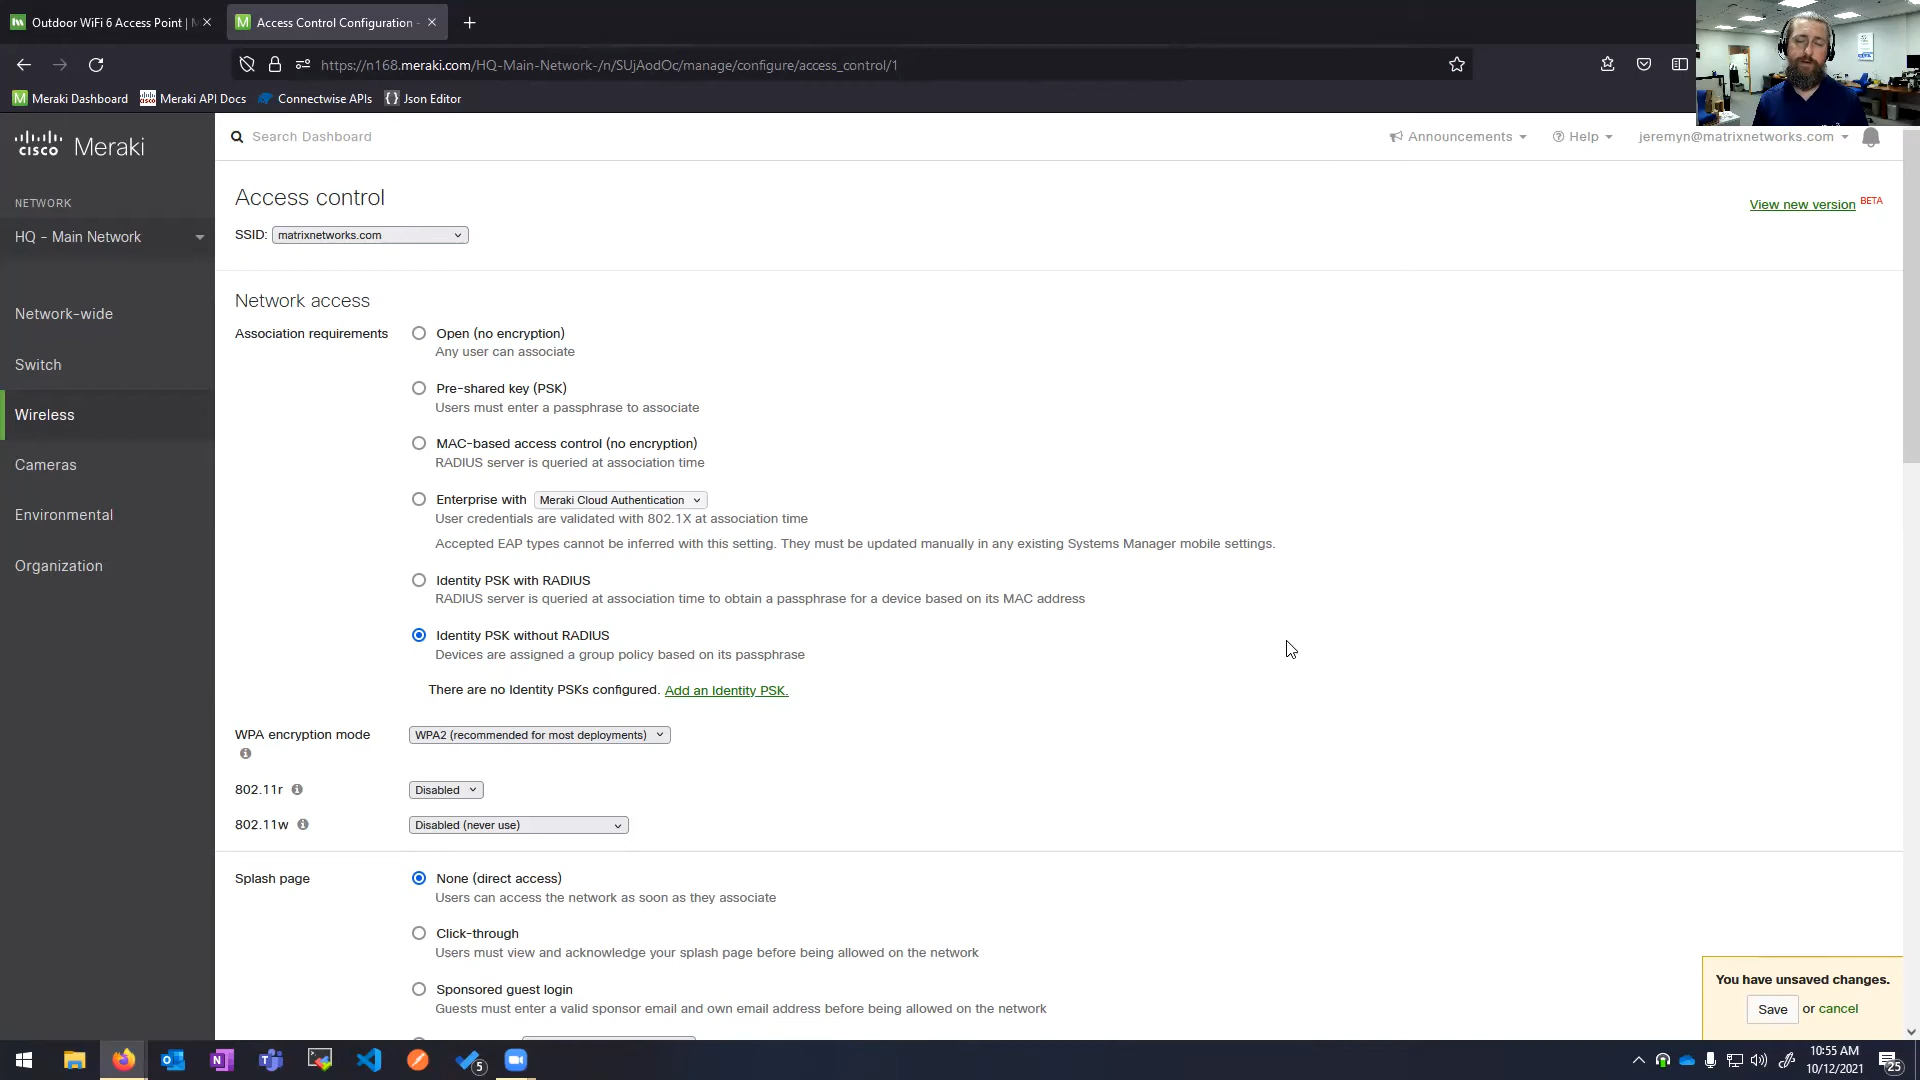 Outdoor WiFi 6 Access Point |
Access Control Configuration -
https://n168.meraki.com/HQ-Main-Network-/n/SUjAodOc/manage/configure/access_control/1
Meraki Dashboard
Meraki API Docs
Connectwise APIs
Json Editor
cisco Meraki
Search Dashboard
Announcements
Help
jeremyn@matrixnetworks.com
NETWORK
HQ - Main Network
Network-wide
Switch
Wireless
Cameras
Environmental
Organization
Access control
View new version BETA
SSID: matrixnetworks.com
Network access
Association requirements
Open (no encryption)
Any user can associate
Pre-shared key (PSK)
Users must enter a passphrase to associate
MAC-based access control (no encryption)
RADIUS server is queried at association time
Enterprise with Meraki Cloud Authentication
User credentials are validated with 802.1X at association time
Accepted EAP types cannot be inferred with this setting. They must be updated manually in any existing Systems Manager mobile settings.
Identity PSK with RADIUS
RADIUS server is queried at association time to obtain a passphrase for a device based on its MAC address
Identity PSK without RADIUS
Devices are assigned a group policy based on its passphrase
There are no Identity PSKs configured. Add an Identity PSK.
WPA encryption mode
WPA2 (recommended for most deployments)
802.11r
Disabled
802.11w
Disabled (never use)
Splash page
None (direct access)
Users can access the network as soon as they associate
Click-through
Users must view and acknowledge your splash page before being allowed on the network
Sponsored guest login
Guests must enter a valid sponsor email and own email address before being allowed on the network
You have unsaved changes.
Save or cancel
5
10:55 AM
10/12/2021
25